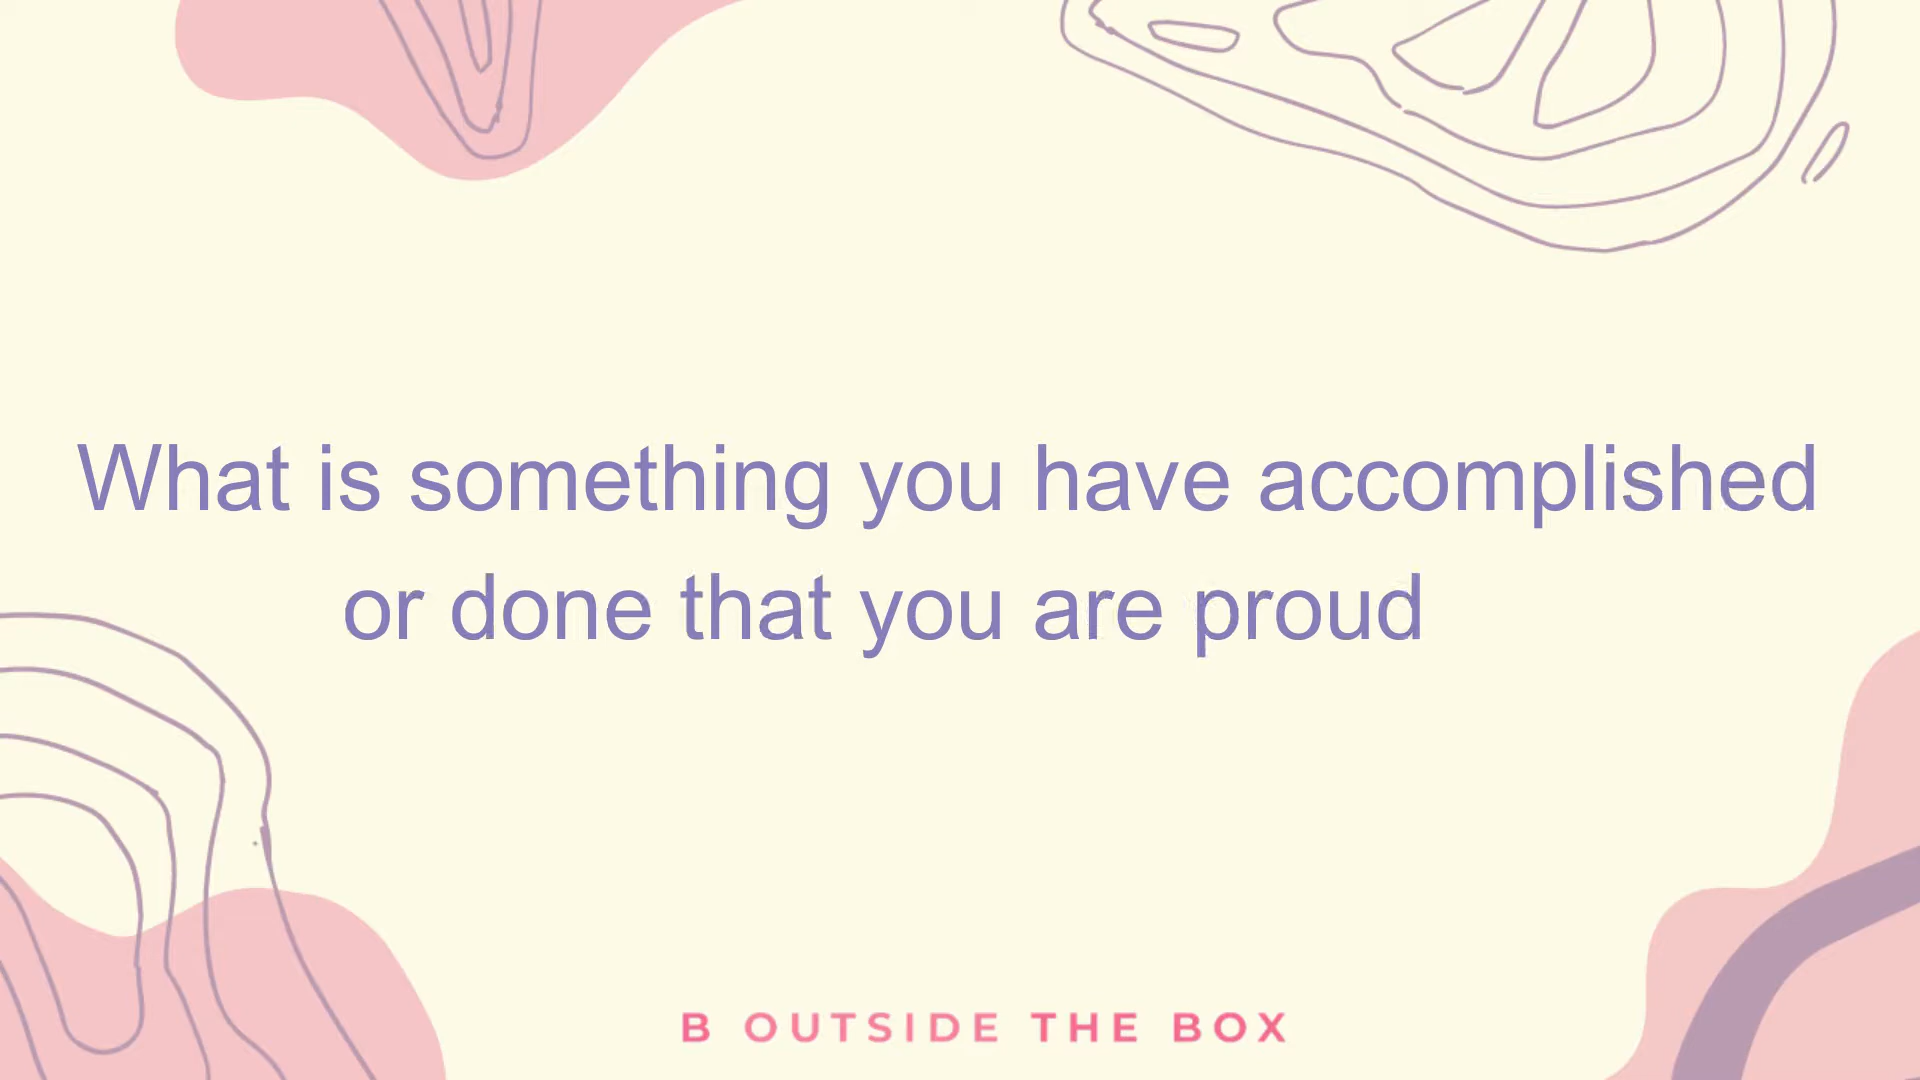 What is something you have accomplished
or done that you are proud
B OUTSIDE THE BOX